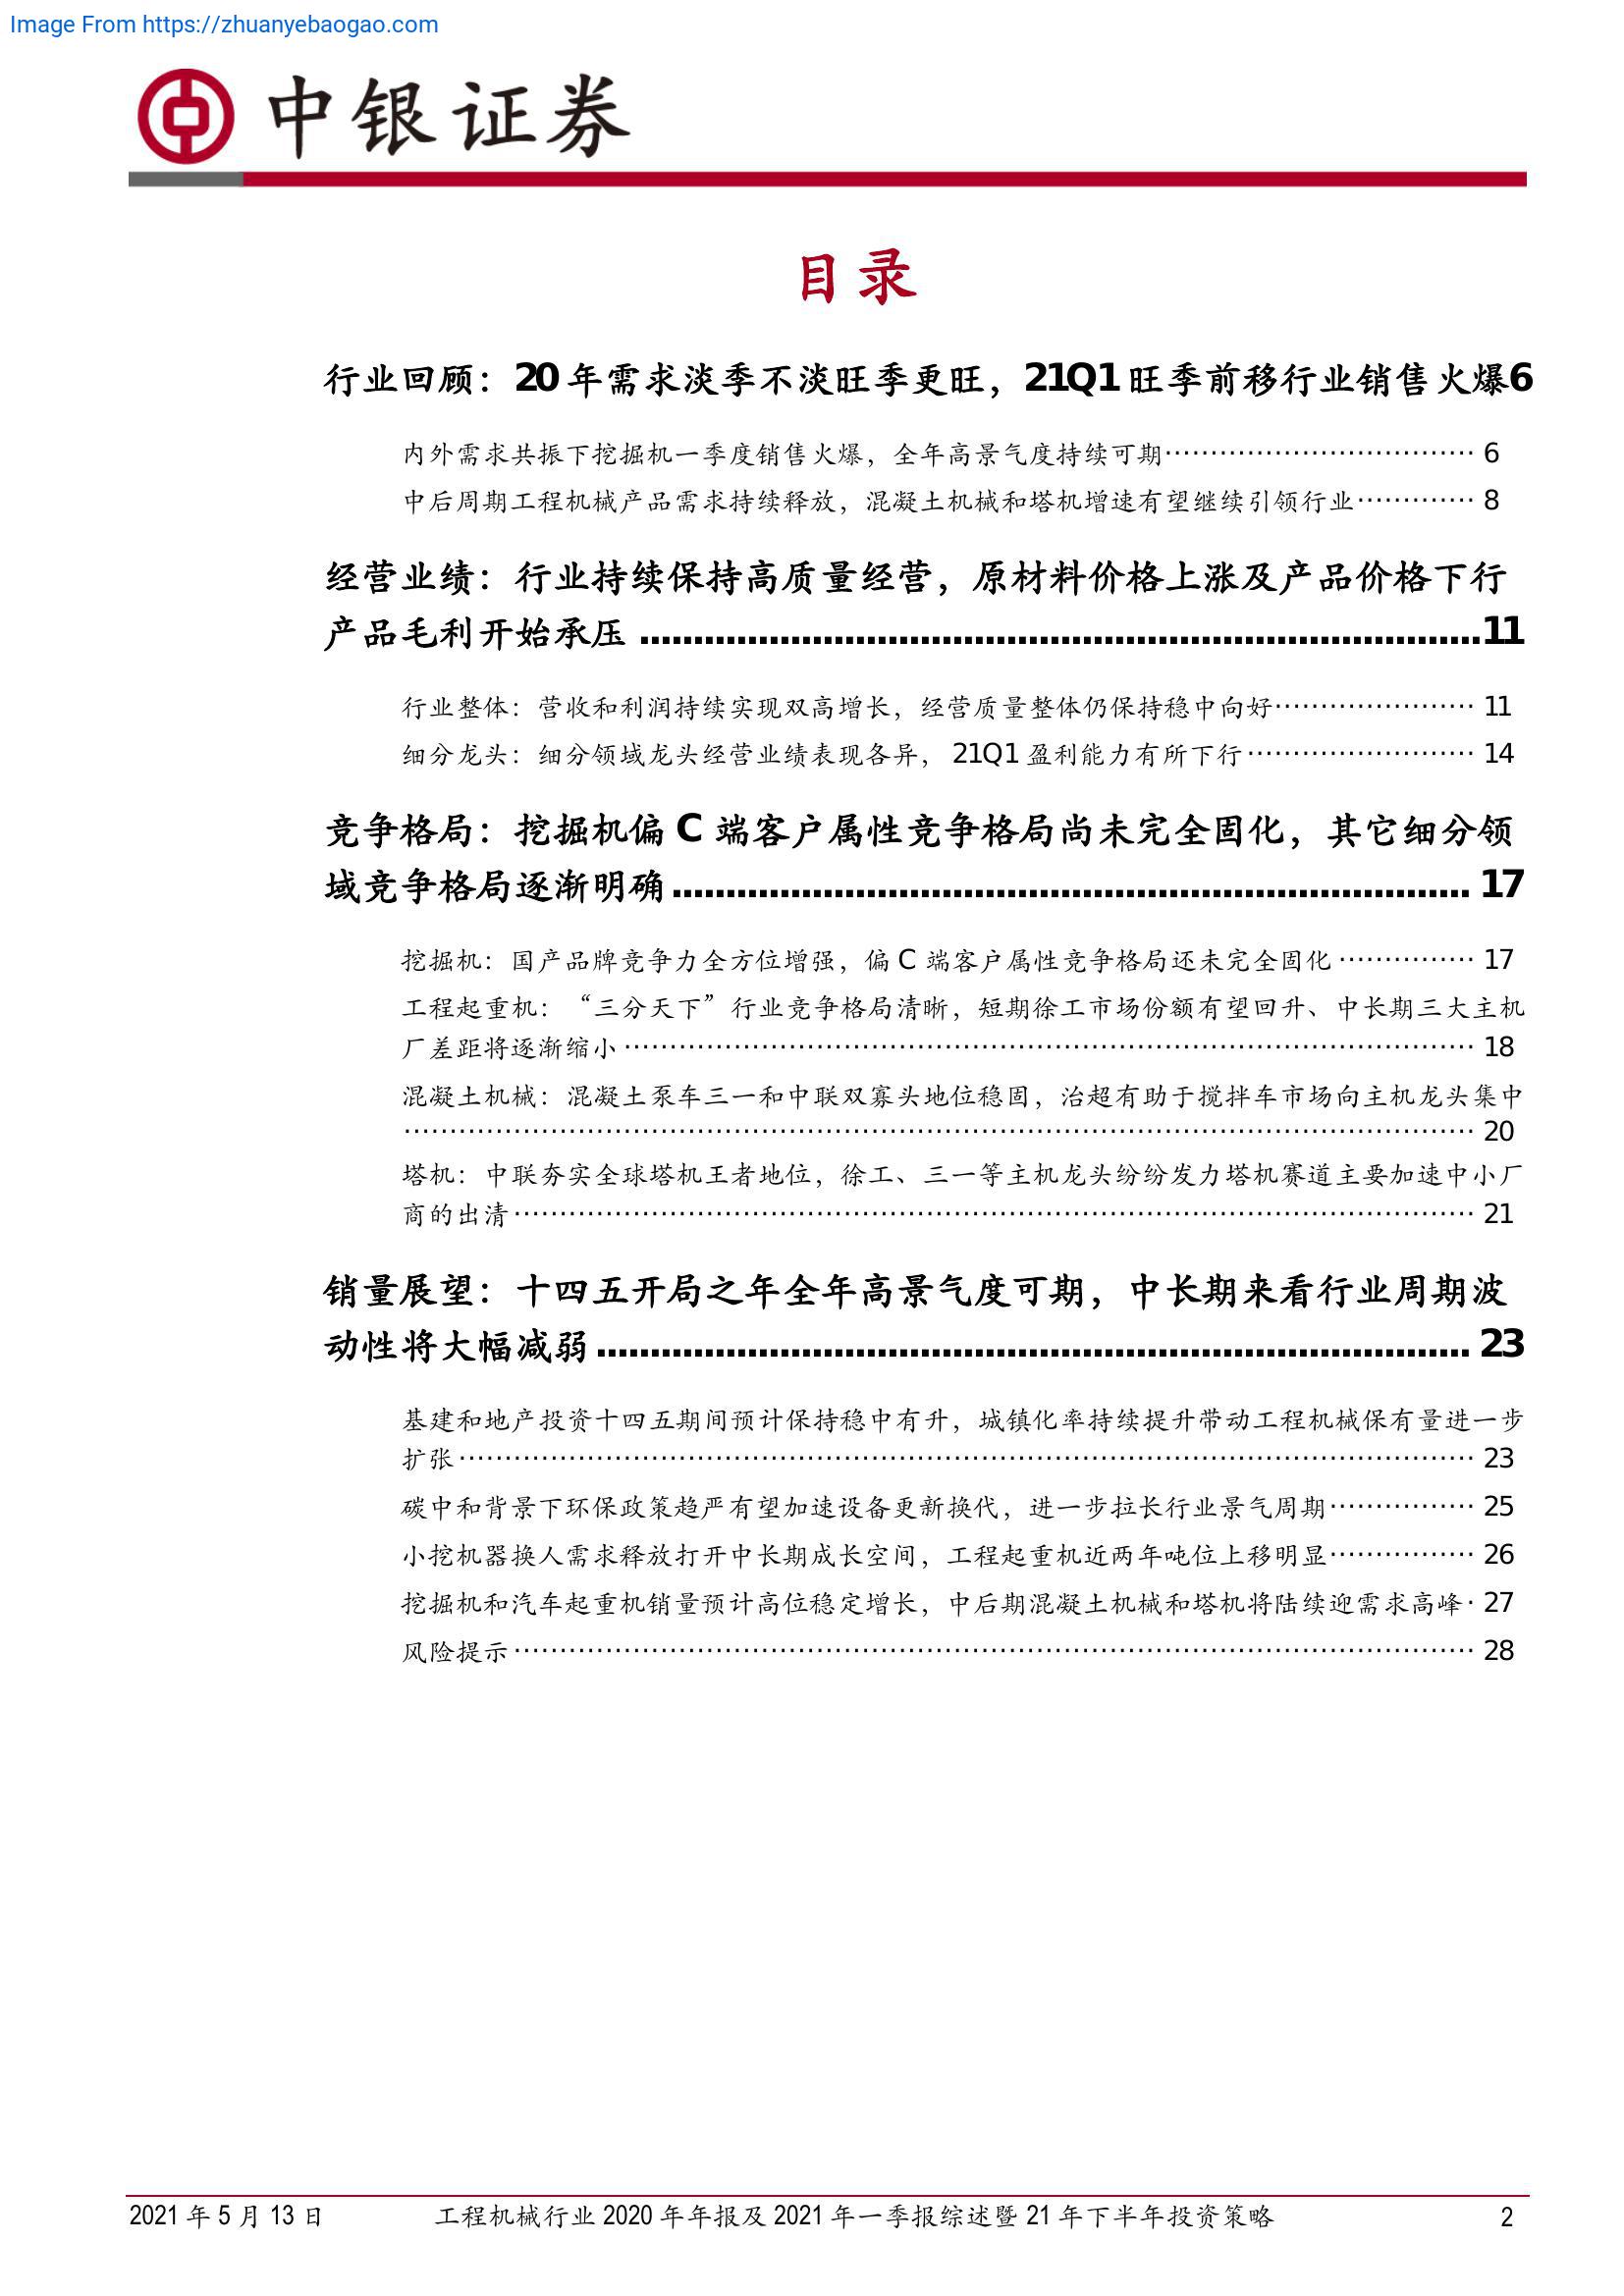 Image From https://zhuanyebaogao.com
中银证券
目录
行业回顾：20 年需求淡季不淡旺季更旺，21Q1 旺季前移行业销售火爆6
内外需求共振下挖掘机一季度销售火爆，全年高景气度持续可期·································· 6
中后周期工程机械产品需求持续释放，混凝土机械和塔机增速有望继续引领行业············· 8
经营业绩：行业持续保持高质量经营，原材料价格上涨及产品价格下行
产品毛利开始承压 ..............................................................................11
行业整体：营收和利润持续实现双高增长，经营质量整体仍保持稳中向好······················ 11
细分龙头：细分领域龙头经营业绩表现各异， 21Q1 盈利能力有所下行························· 14
竞争格局：挖掘机偏 C 端客户属性竞争格局尚未完全固化，其它细分领
域竞争格局逐渐明确.......................................................................... 17
挖掘机：国产品牌竞争力全方位增强，偏 C 端客户属性竞争格局还未完全固化··············· 17
工程起重机：“三分天下”行业竞争格局清晰，短期徐工市场份额有望回升、中长期三大主机
厂差距将逐渐缩小·····························································································18
混凝土机械：混凝土泵车三一和中联双寡头地位稳固，治超有助于搅拌车市场向主机龙头集中
····················································································································· 20
塔机：中联夯实全球塔机王者地位，徐工、三一等主机龙头纷纷发力塔机赛道主要加速中小厂
商的出清········································································································· 21
销量展望：十四五开局之年全年高景气度可期，中长期来看行业周期波
动性将大幅减弱................................................................................. 23
基建和地产投资十四五期间预计保持稳中有升，城镇化率持续提升带动工程机械保有量进一步
扩张··············································································································· 23
碳中和背景下环保政策趋严有望加速设备更新换代，进一步拉长行业景气周期················ 25
小挖机器换人需求释放打开中长期成长空间，工程起重机近两年吨位上移明显················ 26
挖掘机和汽车起重机销量预计高位稳定增长，中后期混凝土机械和塔机将陆续迎需求高峰· 27
风险提示········································································································· 28
2021 年 5 月 13 日 工程机械行业 2020 年年报及 2021 年一季报综述暨 21 年下半年投资策略 2